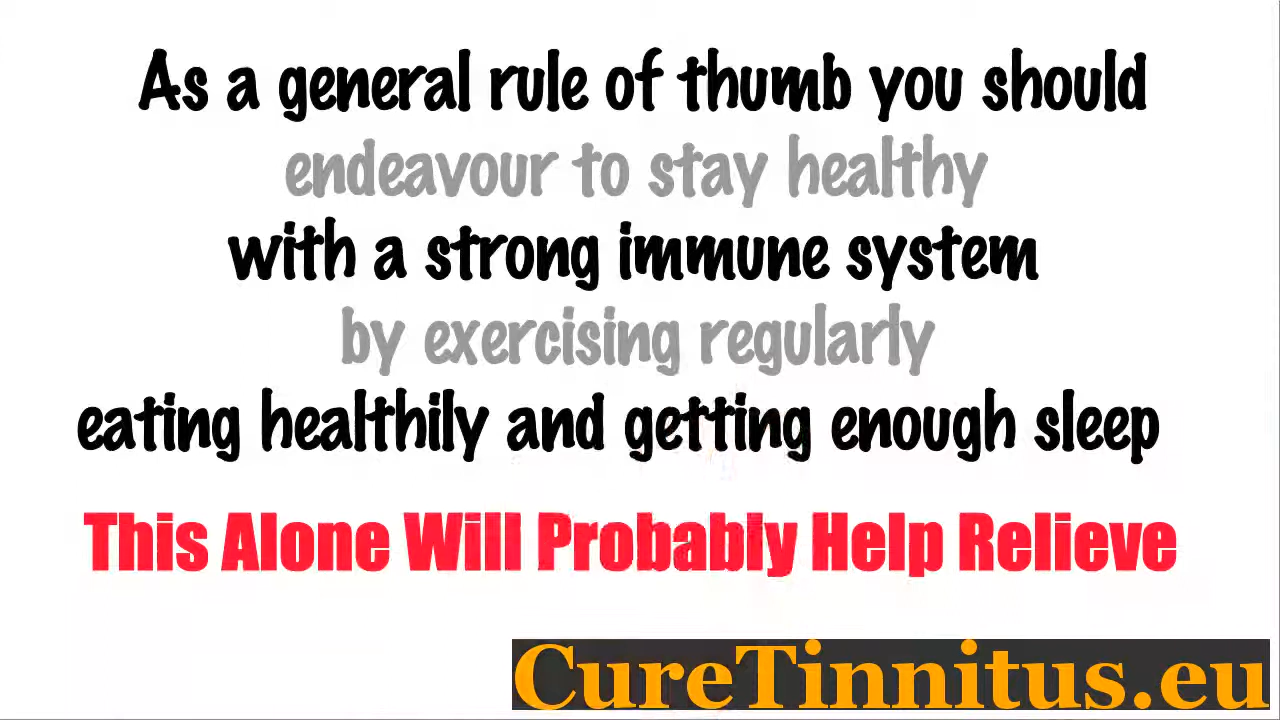 As a general rule of thumb you should
endeavour to stay healthy
with a strong immune system
by exercising regularly
eating healthily and getting enough sleep
This Alone Will Probably Help Relieve
CureTinnitus.eu